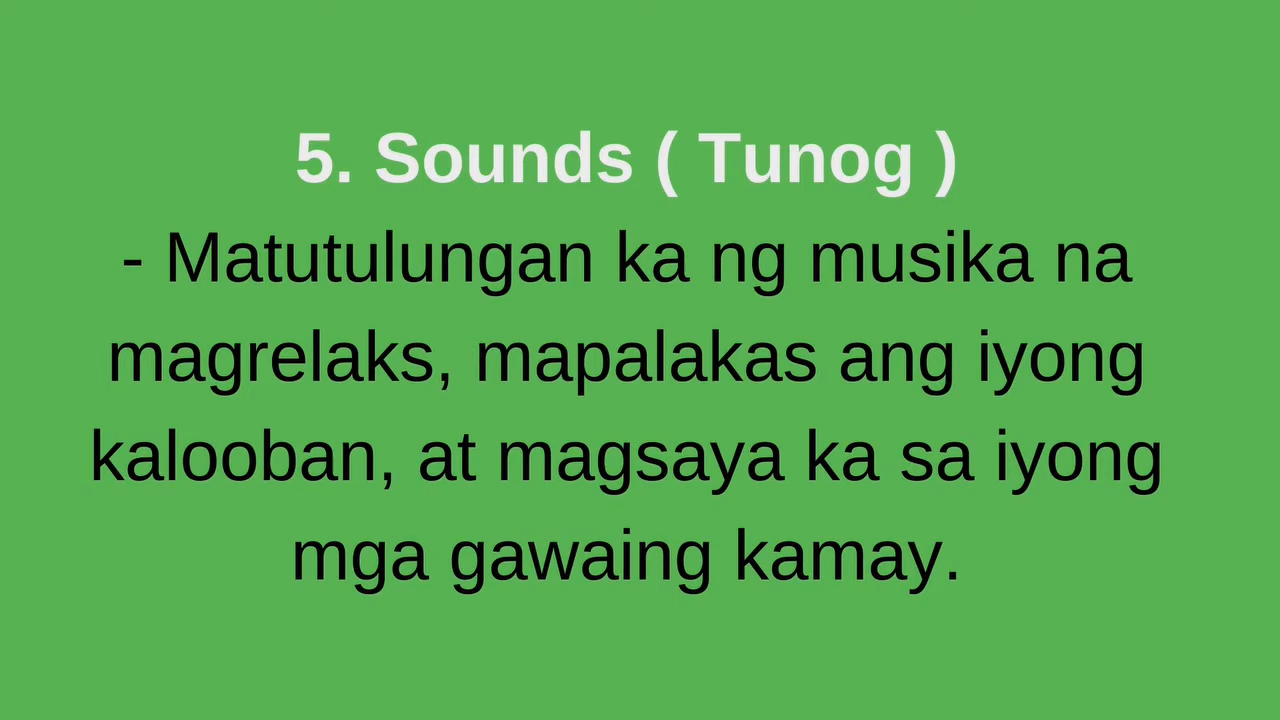 5. Sounds ( Tunog )
- Matutulungan ka ng musika na
magrelaks, mapalakas ang iyong
kalooban, at magsaya ka sa iyong
mga gawaing kamay.